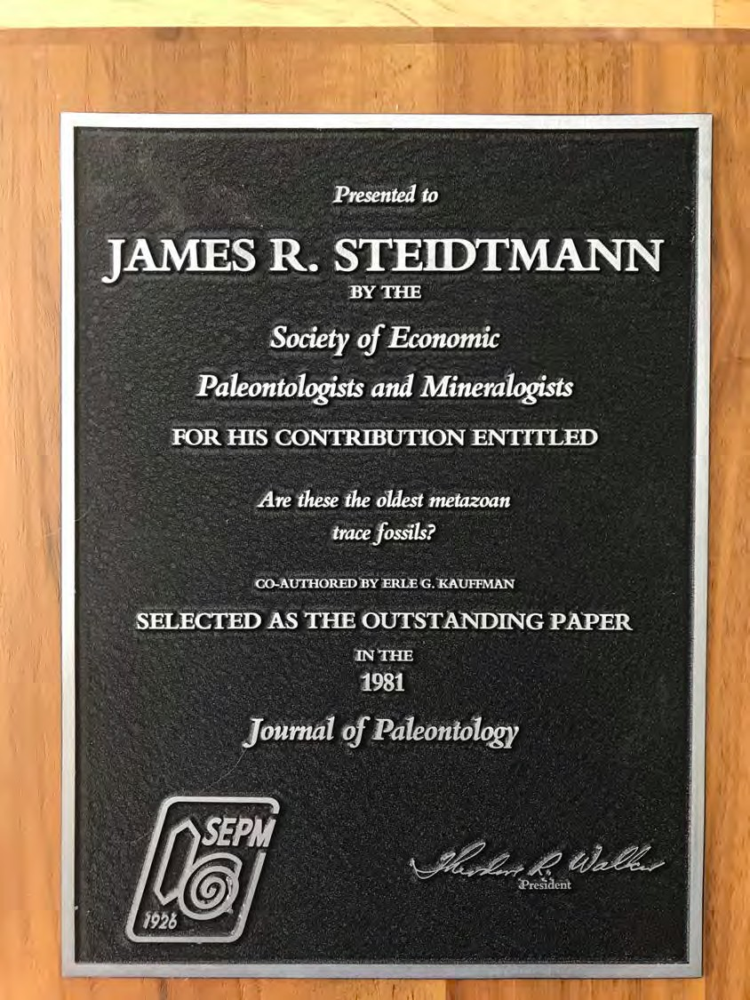 Presented to
JAMES R. STEIDTMANN
BY THE
Society of Economic
Paleontologists and Mineralogists
FOR HIS CONTRIBUTION ENTITLED
Are these the oldest metazoan
trace fossils?
CO-AUTHORED BY ERLE G. KAUFFMAN
SELECTED AS THE OUTSTANDING PAPER
IN THE
1981
Journal of Paleontology
SEPM
1926
Theodore R. Walker
President